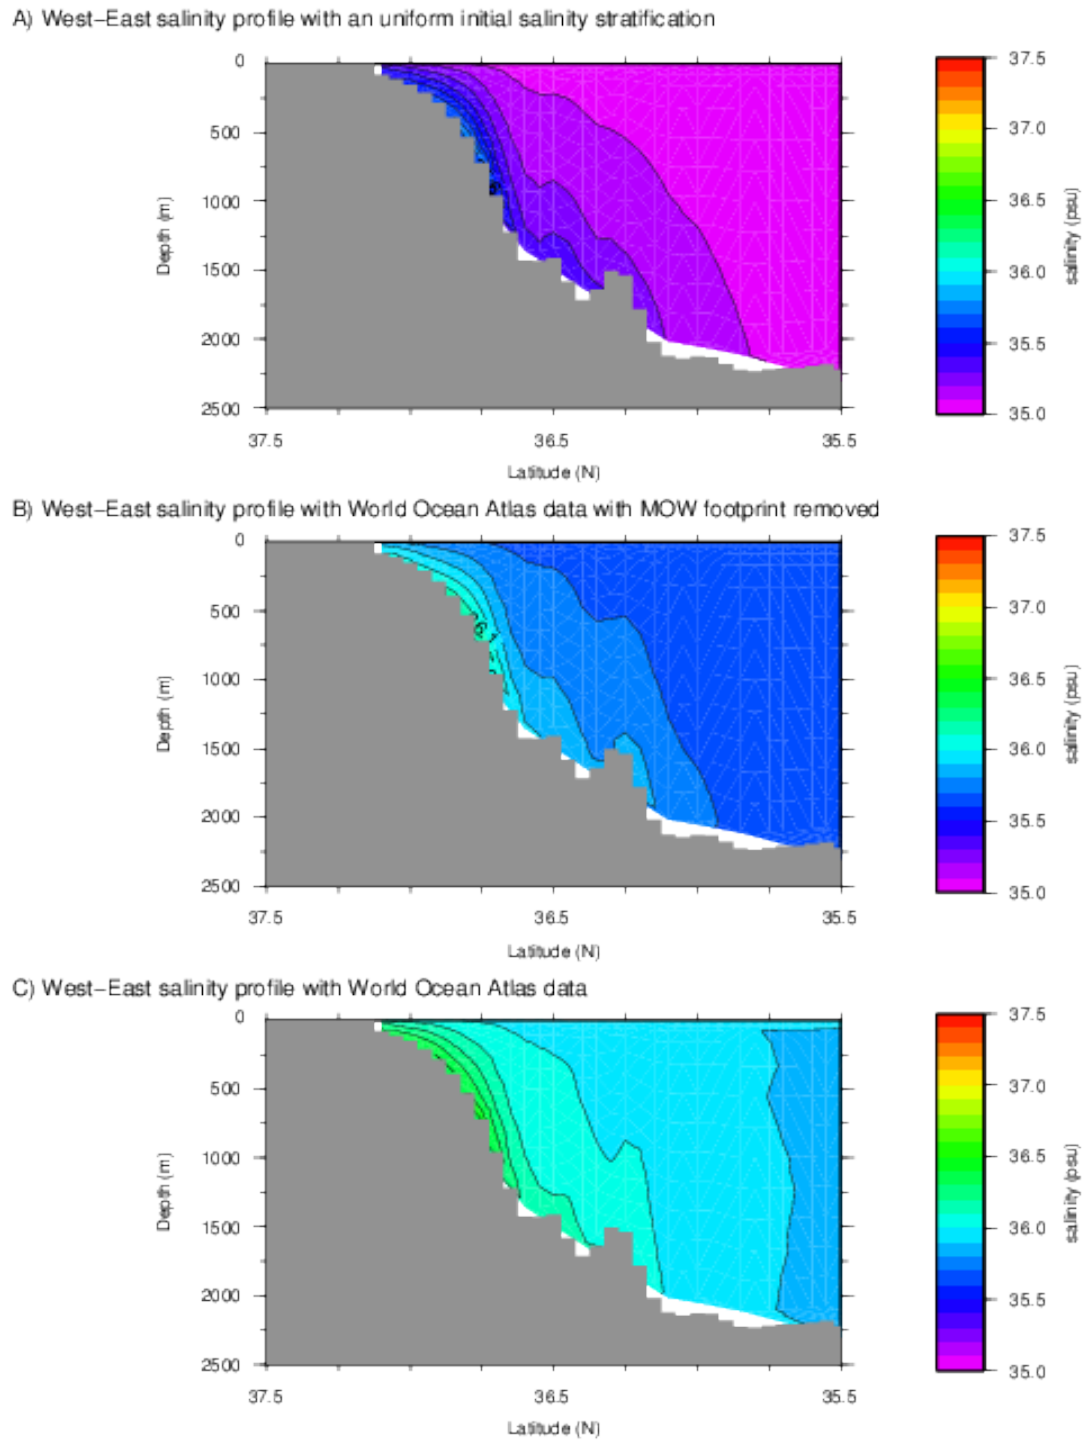 A) West–East salinity profile with an uniform initial salinity stratification
0
500
1000
1500
2000
2500
Depth (m)
37.5 36.5 35.5
Latitude (N)
37.5
37.0
36.5
36.0
35.5
35.0
salinity (psu)
B) West–East salinity profile with World Ocean Atlas data with MOW footprint removed
0
500
1000
1500
2000
2500
Depth (m)
37.5 36.5 35.5
Latitude (N)
37.5
37.0
36.5
36.0
35.5
35.0
salinity (psu)
C) West–East salinity profile with World Ocean Atlas data
0
500
1000
1500
2000
2500
Depth (m)
37.5 36.5 35.5
Latitude (N)
37.5
37.0
36.5
36.0
35.5
35.0
salinity (psu)